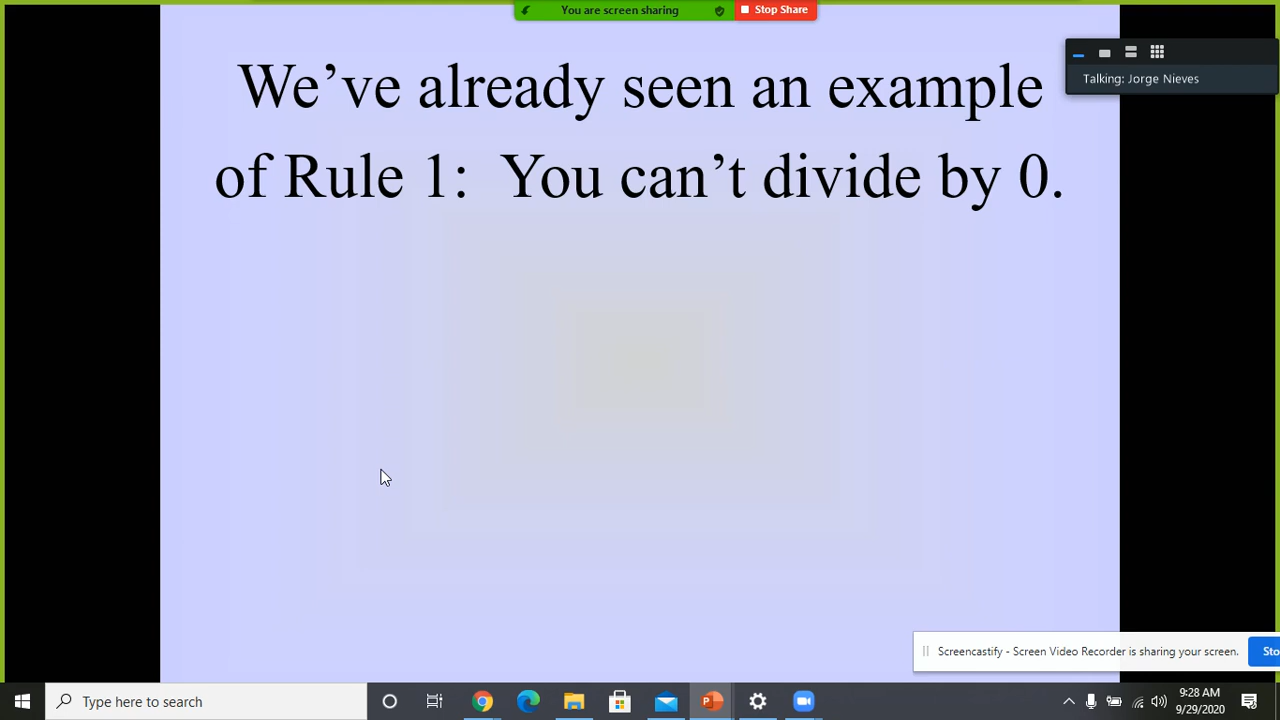 You are screen sharing
Stop Share
Talking: Jorge Nieves
We’ve already seen an example
of Rule 1:  You can’t divide by 0.
Screencastify - Screen Video Recorder is sharing your screen.
Sto
Type here to search
9:28 AM
9/29/2020